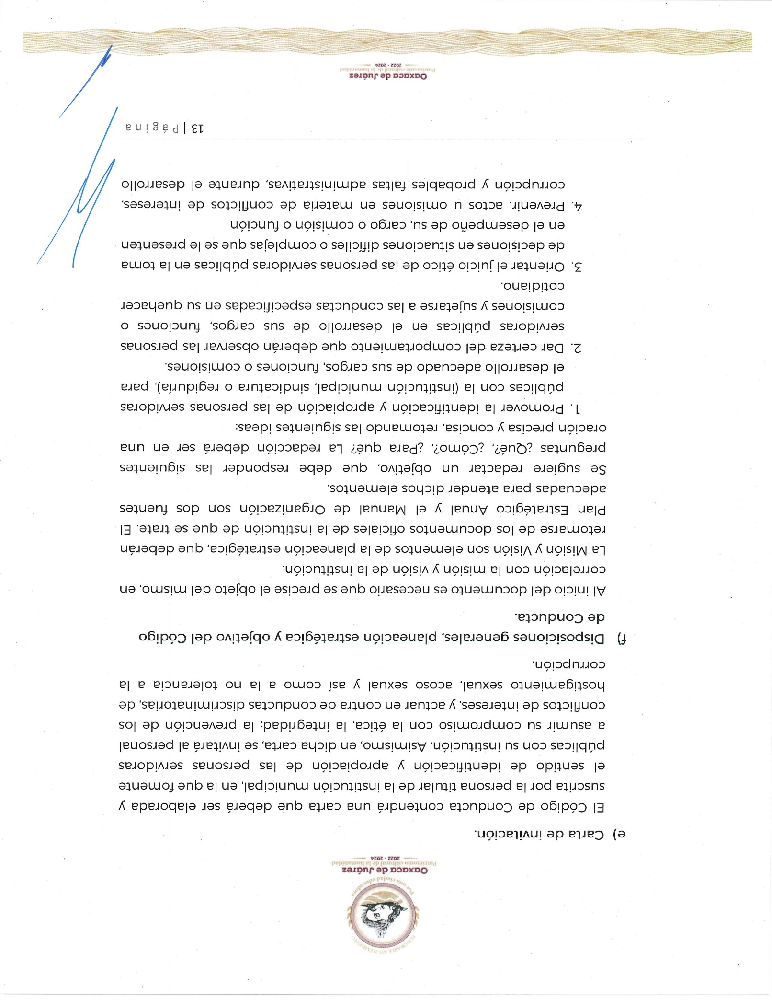 HONORABLE AYUNTAMIENTO
Por una ciudad educadora
Oaxaca de Juárez
Patrimonio cultural de la humanidad
2022 - 2024
e) Carta de invitación.
El Código de Conducta contendrá una carta que deberá ser elaborada y
suscrita por la persona titular de la institución municipal, en la que fomente
el sentido de identificación y apropiación de las personas servidoras
públicas con su institución. Asimismo, en dicha carta, se invitará al personal
a asumir su compromiso con la ética, la integridad; la prevención de los
conflictos de intereses, y actuar en contra de conductas discriminatorias, de
hostigamiento sexual, acoso sexual y así como a la no tolerancia a la
corrupción.
f) Disposiciones generales, planeación estratégica y objetivo del Código
de Conducta.
Al inicio del documento es necesario que se precise el objeto del mismo, en
correlación con la misión y visión de la institución.
La Misión y Visión son elementos de la planeación estratégica, que deberán
retomarse de los documentos oficiales de la institución de que se trate. El
Plan Estratégico Anual y el Manual de Organización son dos fuentes
adecuadas para atender dichos elementos.
Se sugiere redactar un objetivo, que debe responder las siguientes
preguntas ¿Qué?, ¿Cómo?, ¿Para qué? La redacción deberá ser en una
oración precisa y concisa, retomando las siguientes ideas:
1. Promover la identificación y apropiación de las personas servidoras
públicas con la (institución municipal, sindicatura o regiduría), para
el desarrollo adecuado de sus cargos, funciones o comisiones.
2. Dar certeza del comportamiento que deberán observar las personas
servidoras públicas en el desarrollo de sus cargos, funciones o
comisiones y sujetarse a las conductas especificadas en su quehacer
cotidiano.
3. Orientar el juicio ético de las personas servidoras públicas en la toma
de decisiones en situaciones difíciles o complejas que se le presenten
en el desempeño de su, cargo o comisión o función
4. Prevenir, actos u omisiones en materia de conflictos de intereses,
corrupción y probables faltas administrativas, durante el desarrollo
13 | Página
Oaxaca de Juárez
Patrimonio cultural de la humanidad
2022 - 2024